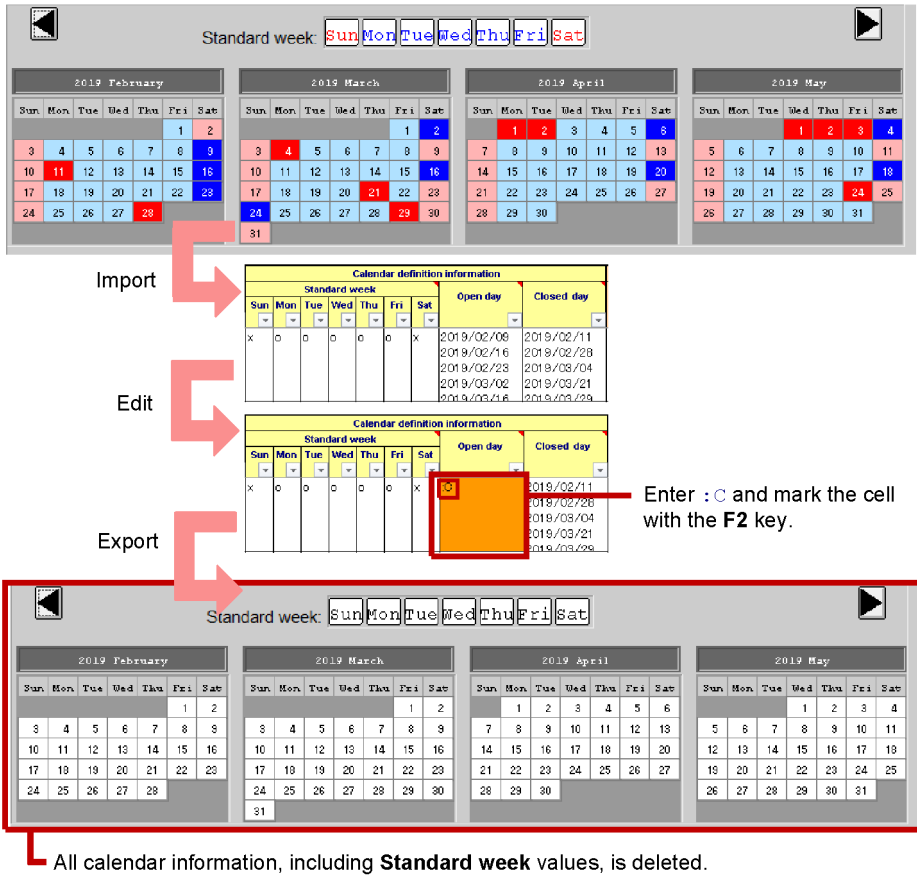 Standard week: Sun Mon Tue Wed Thu Fri Sat
2019 February 2019 March 2019 April 2019 May
Sun Mon Tue Wed Thu Fri Sat Sun Mon Tue Wed Thu Fri Sat Sun Mon Tue Wed Thu Fri Sat Sun Mon Tue Wed Thu Fri Sat
1 2 1 2 1 2 3 4 5 6 1 2 3 4
3 4 5 6 7 8 9 3 4 5 6 7 8 9 7 8 9 10 11 12 13 5 6 7 8 9 10 11
10 11 12 13 14 15 16 10 11 12 13 14 15 16 14 15 16 17 18 19 20 12 13 14 15 16 17 18
17 18 19 20 21 22 23 17 18 19 20 21 22 23 21 22 23 24 25 26 27 19 20 21 22 23 24 25
24 25 26 27 28 24 25 26 27 28 29 30 28 29 30 26 27 28 29 30 31
31
Import
Calendar definition information
Standard week Open day Closed day
Sun Mon Tue Wed Thu Fri Sat
x o o o o o x 2019/02/09 2019/02/11
2019/02/16 2019/02/28
2019/02/23 2019/03/04
2019/03/02 2019/03/21
2019/03/16 2019/03/29
Edit
Calendar definition information
Standard week Open day Closed day
Sun Mon Tue Wed Thu Fri Sat
x o o o o o x :C 2019/02/11
2019/02/28
2019/03/04
2019/03/21
2019/03/29
Enter :C and mark the cell
with the F2 key.
Export
Standard week: Sun Mon Tue Wed Thu Fri Sat
2019 February 2019 March 2019 April 2019 May
Sun Mon Tue Wed Thu Fri Sat Sun Mon Tue Wed Thu Fri Sat Sun Mon Tue Wed Thu Fri Sat Sun Mon Tue Wed Thu Fri Sat
1 2 1 2 1 2 3 4 5 6 1 2 3 4
3 4 5 6 7 8 9 3 4 5 6 7 8 9 7 8 9 10 11 12 13 5 6 7 8 9 10 11
10 11 12 13 14 15 16 10 11 12 13 14 15 16 14 15 16 17 18 19 20 12 13 14 15 16 17 18
17 18 19 20 21 22 23 17 18 19 20 21 22 23 21 22 23 24 25 26 27 19 20 21 22 23 24 25
24 25 26 27 28 24 25 26 27 28 29 30 28 29 30 26 27 28 29 30 31
31
All calendar information, including Standard week values, is deleted.